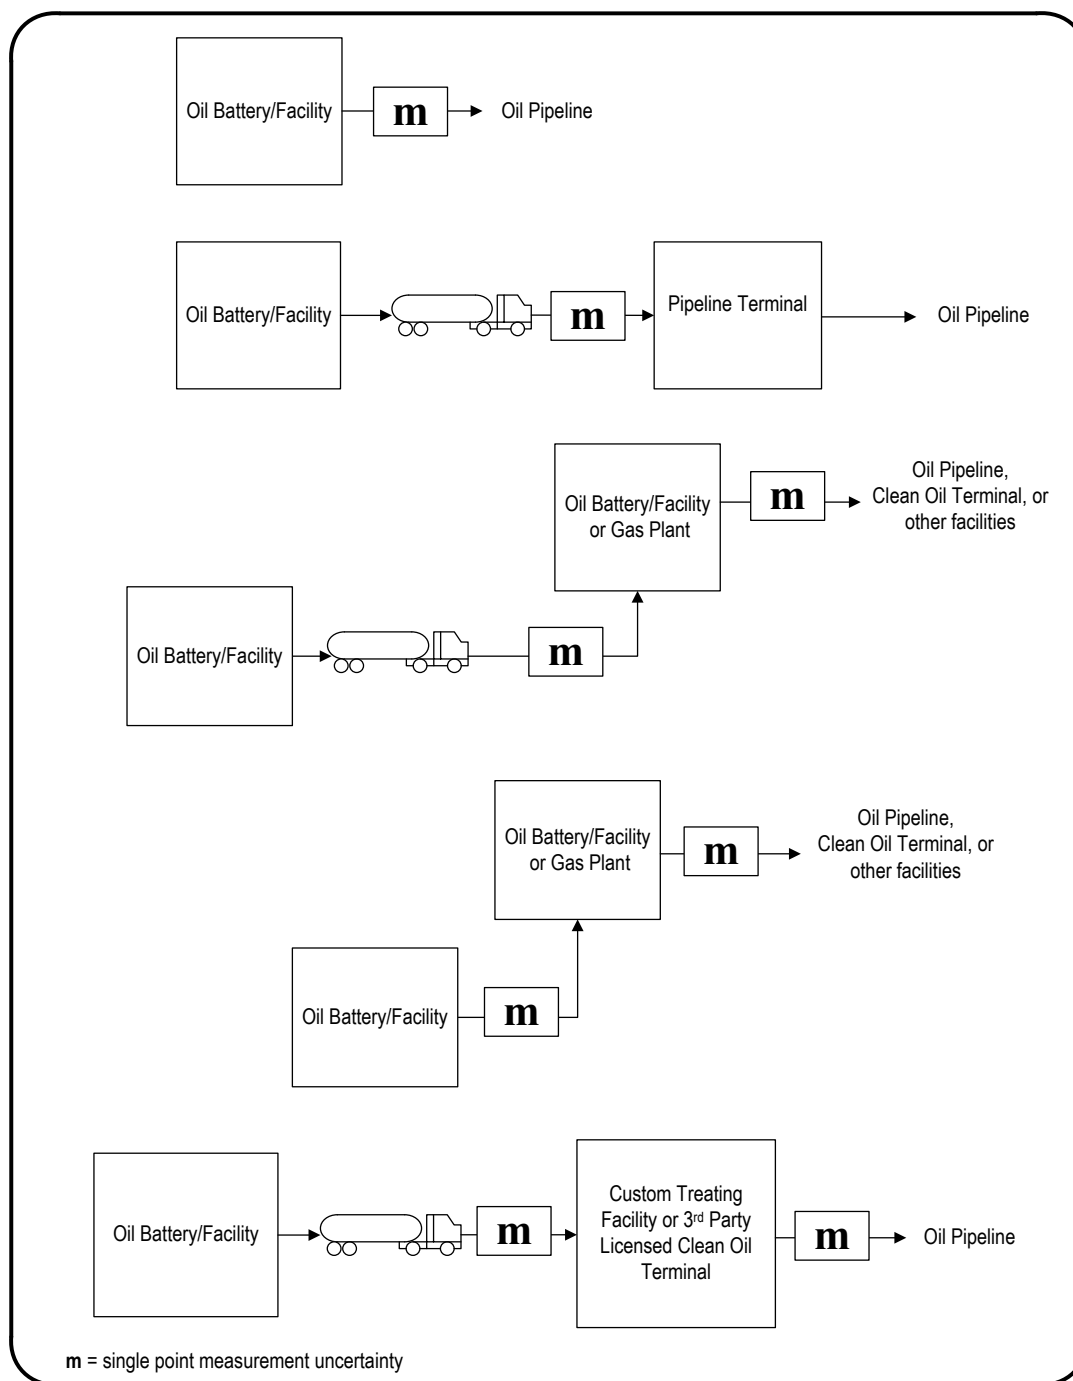 Oil Battery/Facility
m
Oil Pipeline
Oil Battery/Facility
m
Pipeline Terminal
Oil Pipeline
Oil Battery/Facility
or Gas Plant
m
Oil Pipeline,
Clean Oil Terminal, or
other facilities
Oil Battery/Facility
m
Oil Battery/Facility
or Gas Plant
m
Oil Pipeline,
Clean Oil Terminal, or
other facilities
Oil Battery/Facility
m
Oil Battery/Facility
m
Custom Treating
Facility or 3rd Party
Licensed Clean Oil
Terminal
m
Oil Pipeline
m = single point measurement uncertainty